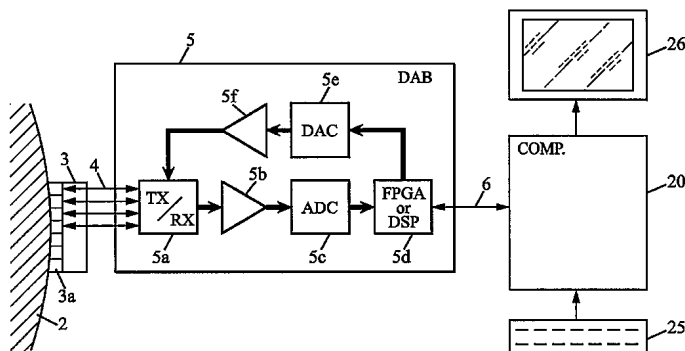 5
26
DAB
5e
5f
DAC
COMP.
3
4
5b
6
20
TX
RX
ADC
FPGA
or
DSP
5a
5c
5d
3a
2
25